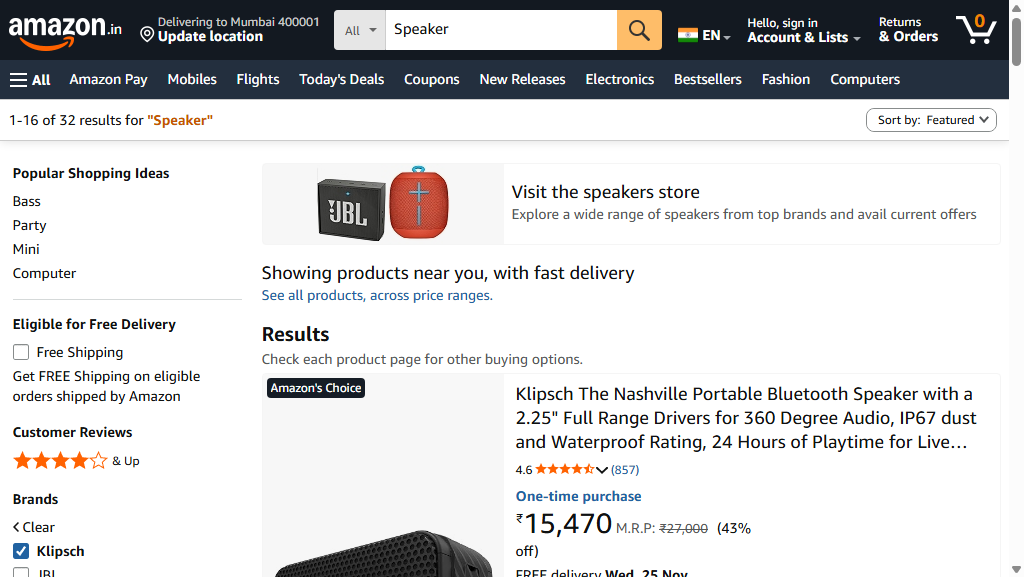 amazon.in
Delivering to Mumbai 400001
Update location
All
Speaker
EN
Hello, sign in
Account & Lists
Returns
& Orders
0
All
Amazon Pay
Mobiles
Flights
Today's Deals
Coupons
New Releases
Electronics
Bestsellers
Fashion
Computers
1-16 of 32 results for "Speaker"
Sort by: Featured
Popular Shopping Ideas
Bass
Party
Mini
Computer
Eligible for Free Delivery
Free Shipping
Get FREE Shipping on eligible
orders shipped by Amazon
Customer Reviews
& Up
Brands
Clear
Klipsch
JBL
JBL
Visit the speakers store
Explore a wide range of speakers from top brands and avail current offers
Showing products near you, with fast delivery
See all products, across price ranges.
Results
Check each product page for other buying options.
Amazon's Choice
Klipsch The Nashville Portable Bluetooth Speaker with a
2.25" Full Range Drivers for 360 Degree Audio, IP67 dust
and Waterproof Rating, 24 Hours of Playtime for Live…
4.6 (857)
One-time purchase
₹15,470 M.R.P: ₹27,000 (43%
off)
FREE delivery Wed, 25 Nov